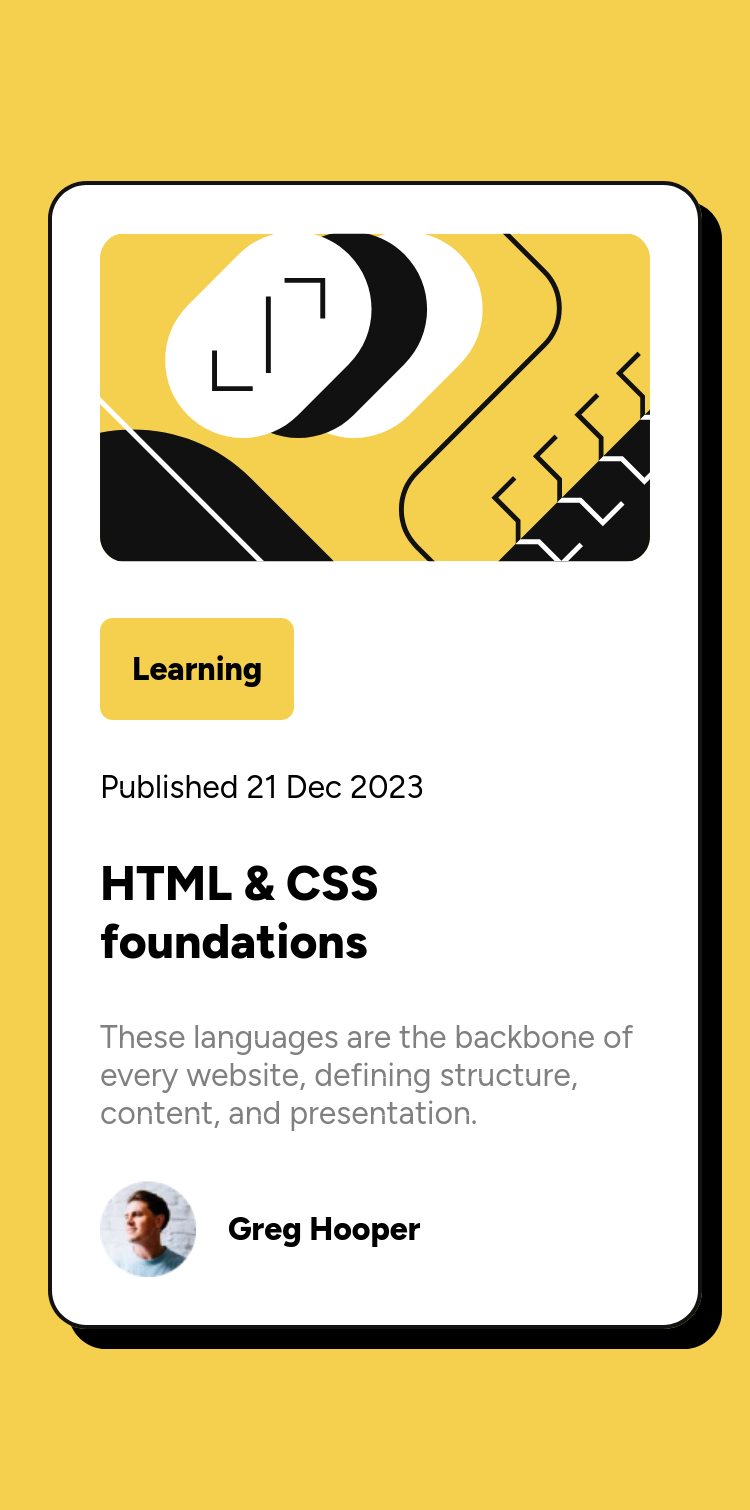 Learning
Published 21 Dec 2023
HTML & CSS
foundations
These languages are the backbone of
every website, defining structure,
content, and presentation.
Greg Hooper